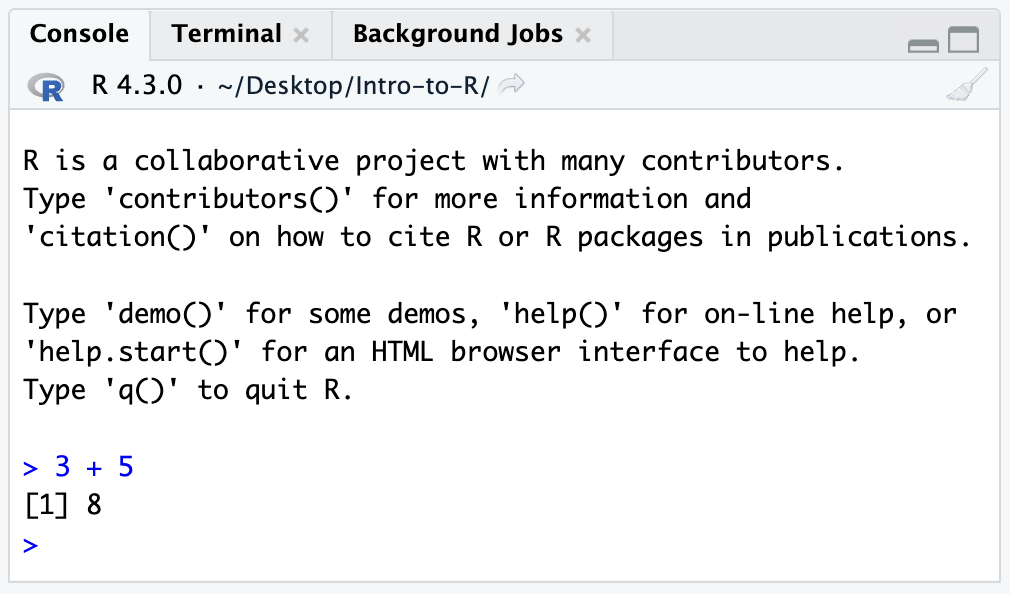 Console Terminal Background Jobs
R R 4.3.0 · ~/Desktop/Intro-to-R/
R is a collaborative project with many contributors.
Type 'contributors()' for more information and
'citation()' on how to cite R or R packages in publications.
Type 'demo()' for some demos, 'help()' for on-line help, or
'help.start()' for an HTML browser interface to help.
Type 'q()' to quit R.
> 3 + 5
[1] 8
>